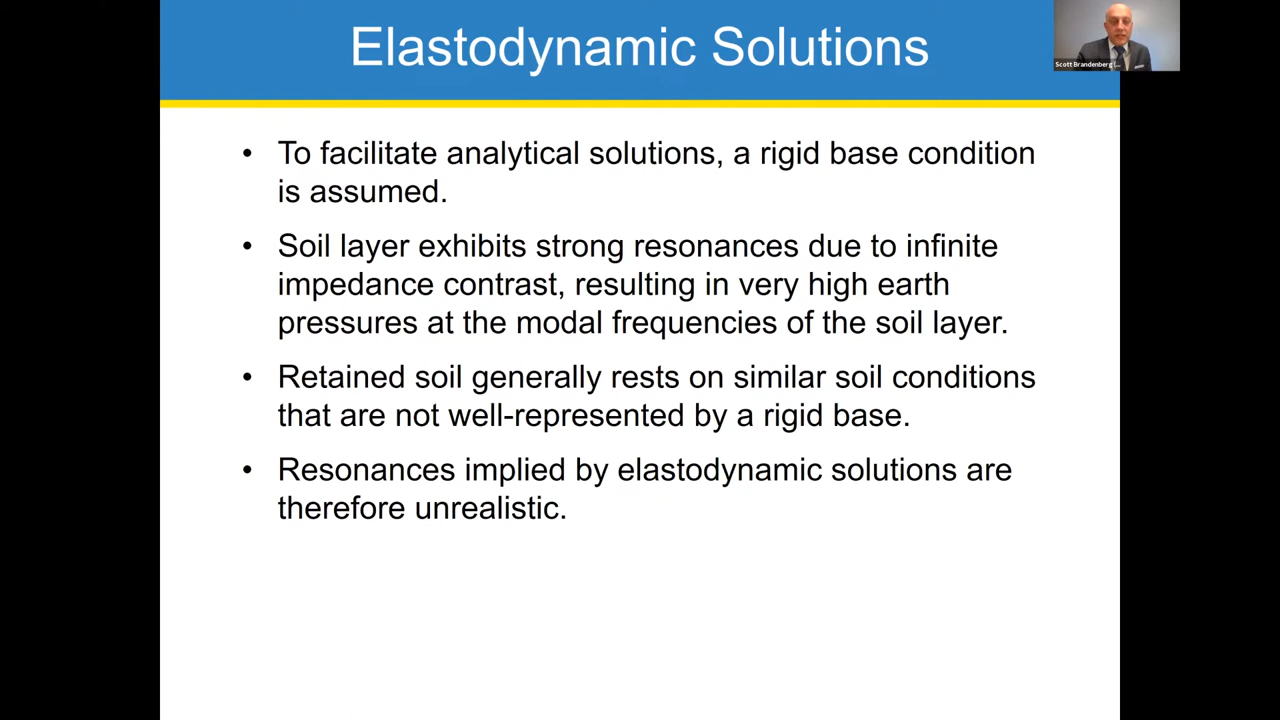 Elastodynamic Solutions
Scott Brandenberg
• To facilitate analytical solutions, a rigid base condition
is assumed.
• Soil layer exhibits strong resonances due to infinite
impedance contrast, resulting in very high earth
pressures at the modal frequencies of the soil layer.
• Retained soil generally rests on similar soil conditions
that are not well-represented by a rigid base.
• Resonances implied by elastodynamic solutions are
therefore unrealistic.